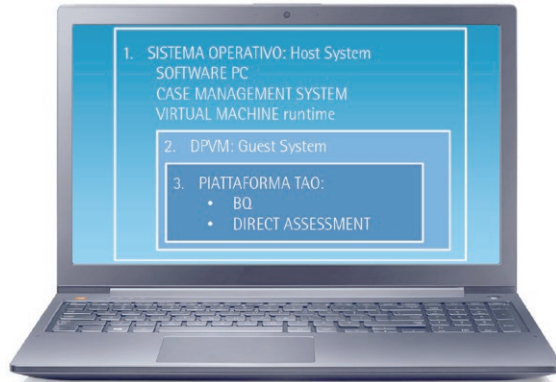 1. SISTEMA OPERATIVO: Host System
SOFTWARE PC
CASE MANAGEMENT SYSTEM
VIRTUAL MACHINE runtime
2. DPVM: Guest System
3. PIATTAFORMA TAO:
• BQ
• DIRECT ASSESSMENT